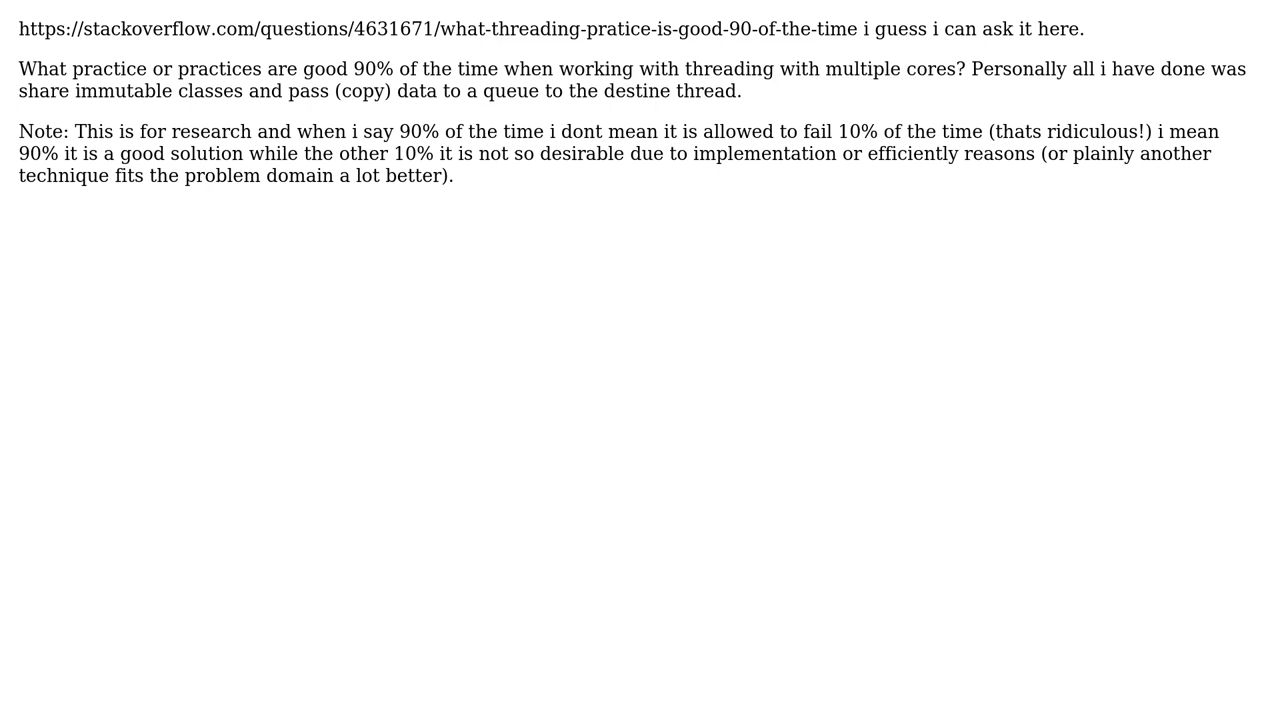 https://stackoverflow.com/questions/4631671/what-threading-pratice-is-good-90-of-the-time i guess i can ask it here.
What practice or practices are good 90% of the time when working with threading with multiple cores? Personally all i have done was
share immutable classes and pass (copy) data to a queue to the destine thread.
Note: This is for research and when i say 90% of the time i dont mean it is allowed to fail 10% of the time (thats ridiculous!) i mean
90% it is a good solution while the other 10% it is not so desirable due to implementation or efficiently reasons (or plainly another
technique fits the problem domain a lot better).